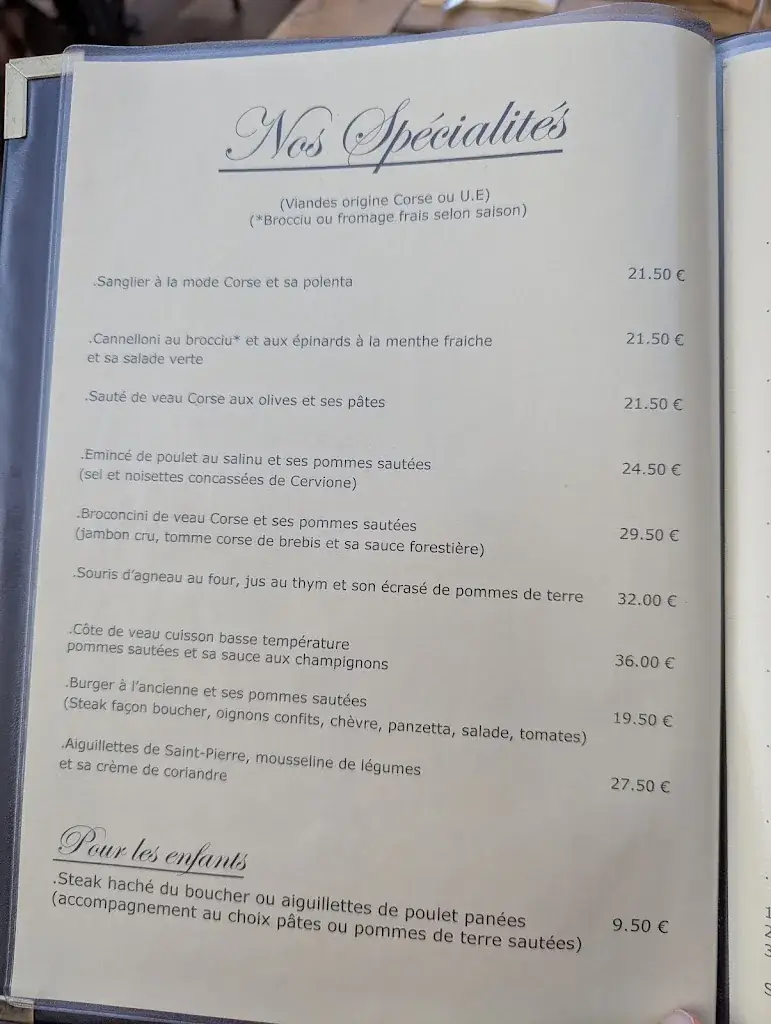 Nos Spécialités
(Viandes origine Corse ou U.E)
(*Brocciu ou fromage frais selon saison)
.Sanglier à la mode Corse et sa polenta 21.50 €
.Cannelloni au brocciu* et aux épinards à la menthe fraiche 21.50 €
et sa salade verte
.Sauté de veau Corse aux olives et ses pâtes 21.50 €
.Emincé de poulet au salinu et ses pommes sautées 24.50 €
(sel et noisettes concassées de Cervione)
.Broconcini de veau Corse et ses pommes sautées 29.50 €
(jambon cru, tomme corse de brebis et sa sauce forestière)
.Souris d'agneau au four, jus au thym et son écrasé de pommes de terre 32.00 €
.Côte de veau cuisson basse température
pommes sautées et sa sauce aux champignons 36.00 €
.Burger à l'ancienne et ses pommes sautées 19.50 €
(Steak façon boucher, oignons confits, chèvre, panzetta, salade, tomates)
.Aiguillettes de Saint-Pierre, mousseline de légumes 27.50 €
et sa crème de coriandre
Pour les enfants
.Steak haché du boucher ou aiguillettes de poulet panées 9.50 €
(accompagnement au choix pâtes ou pommes de terre sautées)